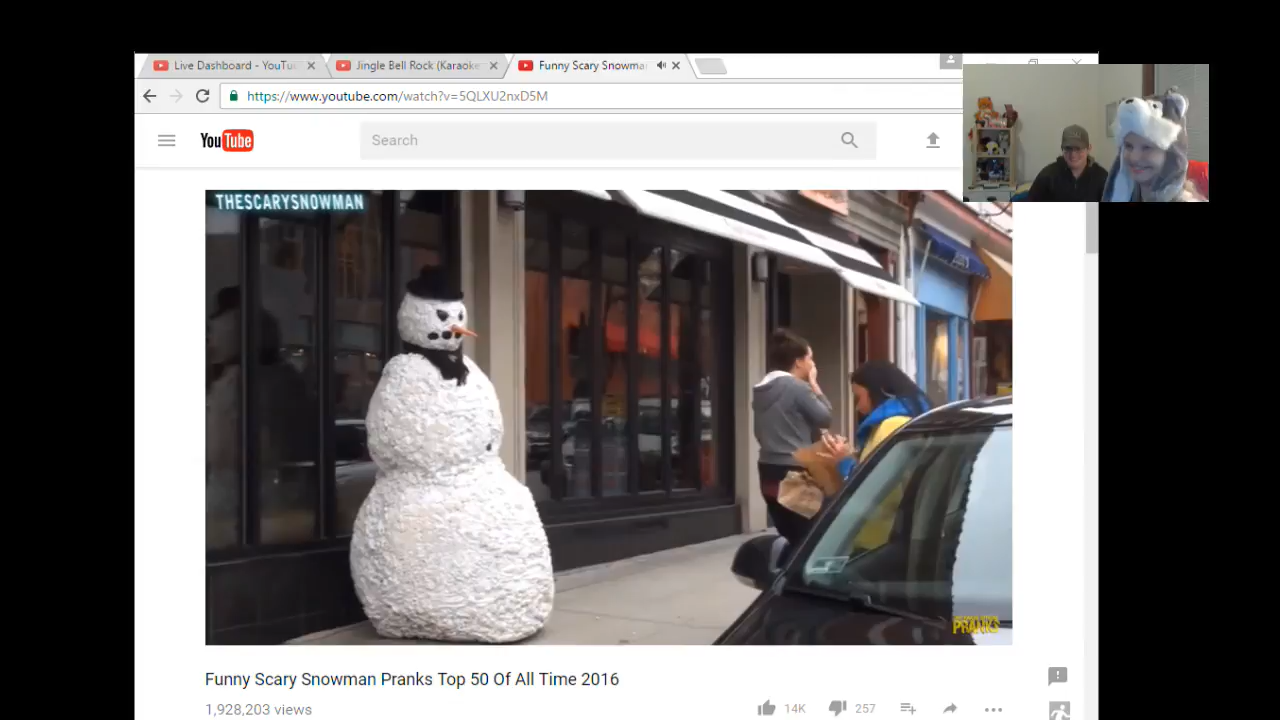 Live Dashboard - YouTu
Jingle Bell Rock (Karaoke
Funny Scary Snowma
https://www.youtube.com/watch?v=5QLXU2nxD5M
YouTube
Search
THESCARYSNOWMAN
PRANKS
Funny Scary Snowman Pranks Top 50 Of All Time 2016
1,928,203 views
14K
257